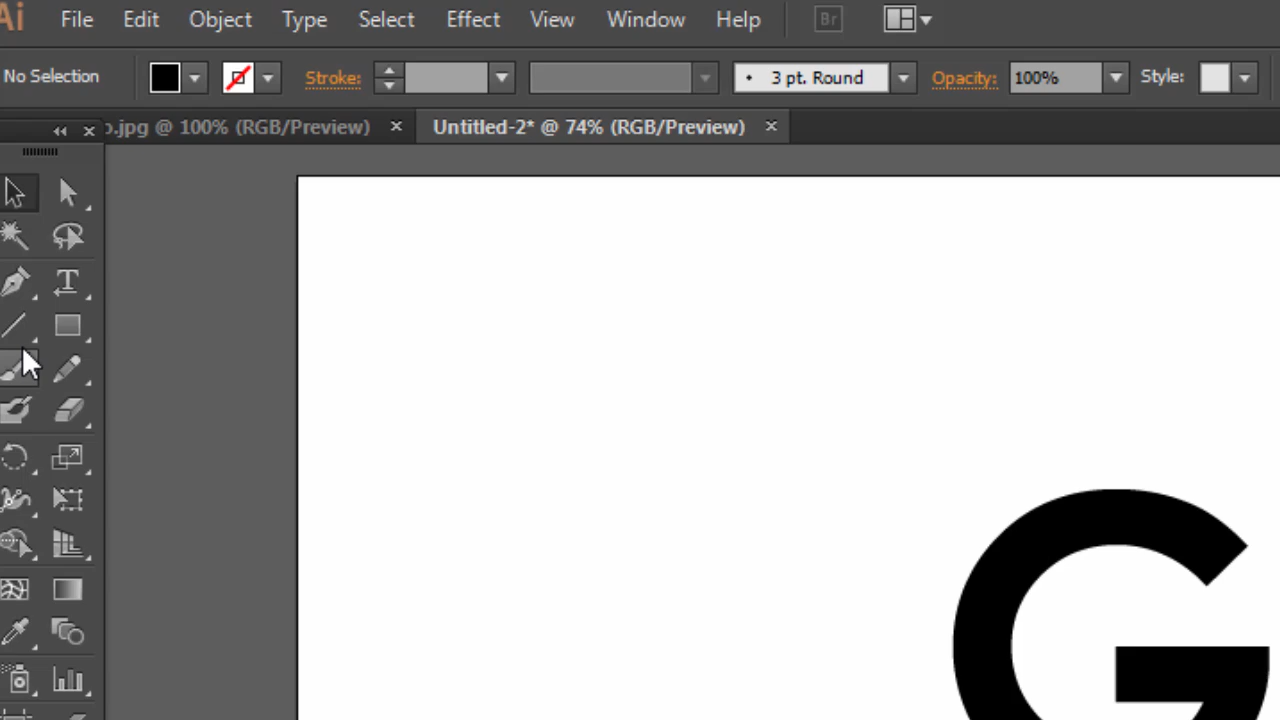 Ai File Edit Object Type Select Effect View Window Help Br
No Selection Stroke: 3 pt. Round Opacity: 100% Style:
.jpg @ 100% (RGB/Preview) × Untitled-2* @ 74% (RGB/Preview) ×
G